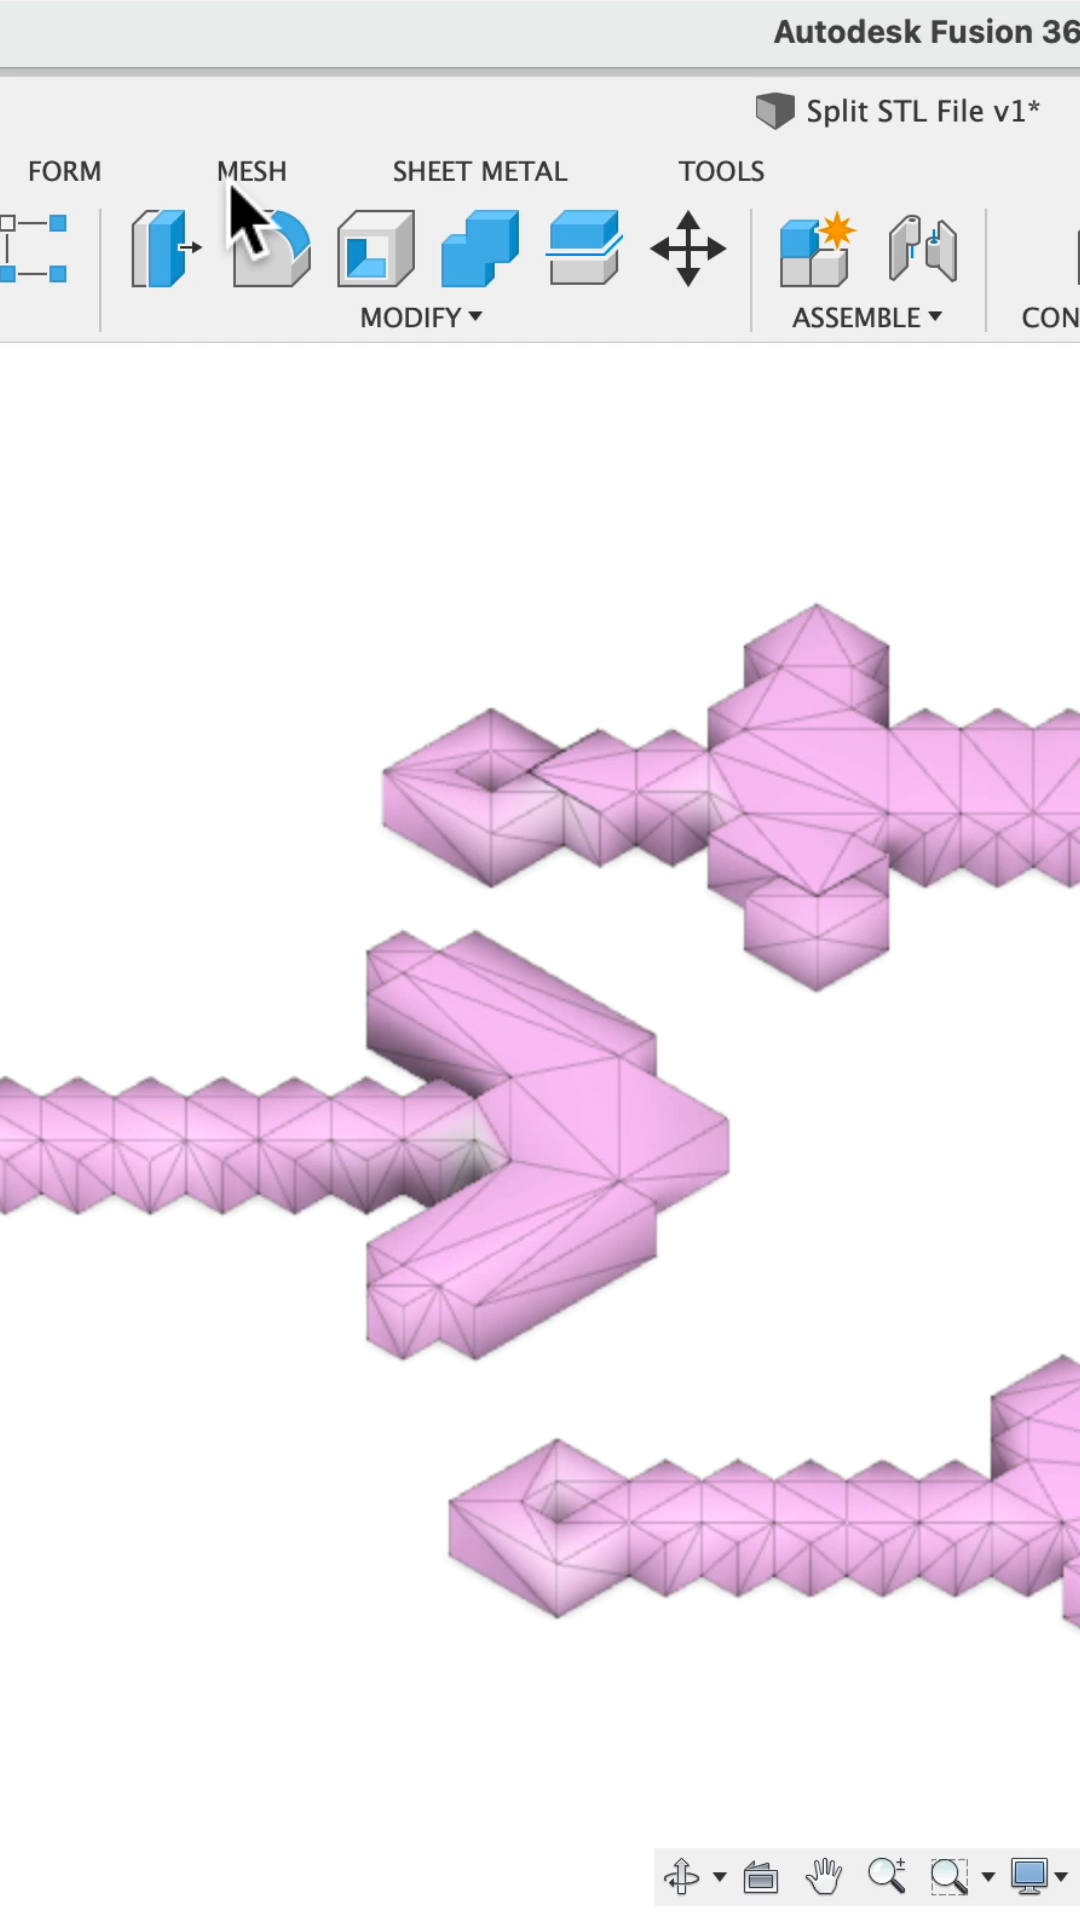 Autodesk Fusion 36
Split STL File v1*
FORM MESH SHEET METAL TOOLS
MODIFY ASSEMBLE CON